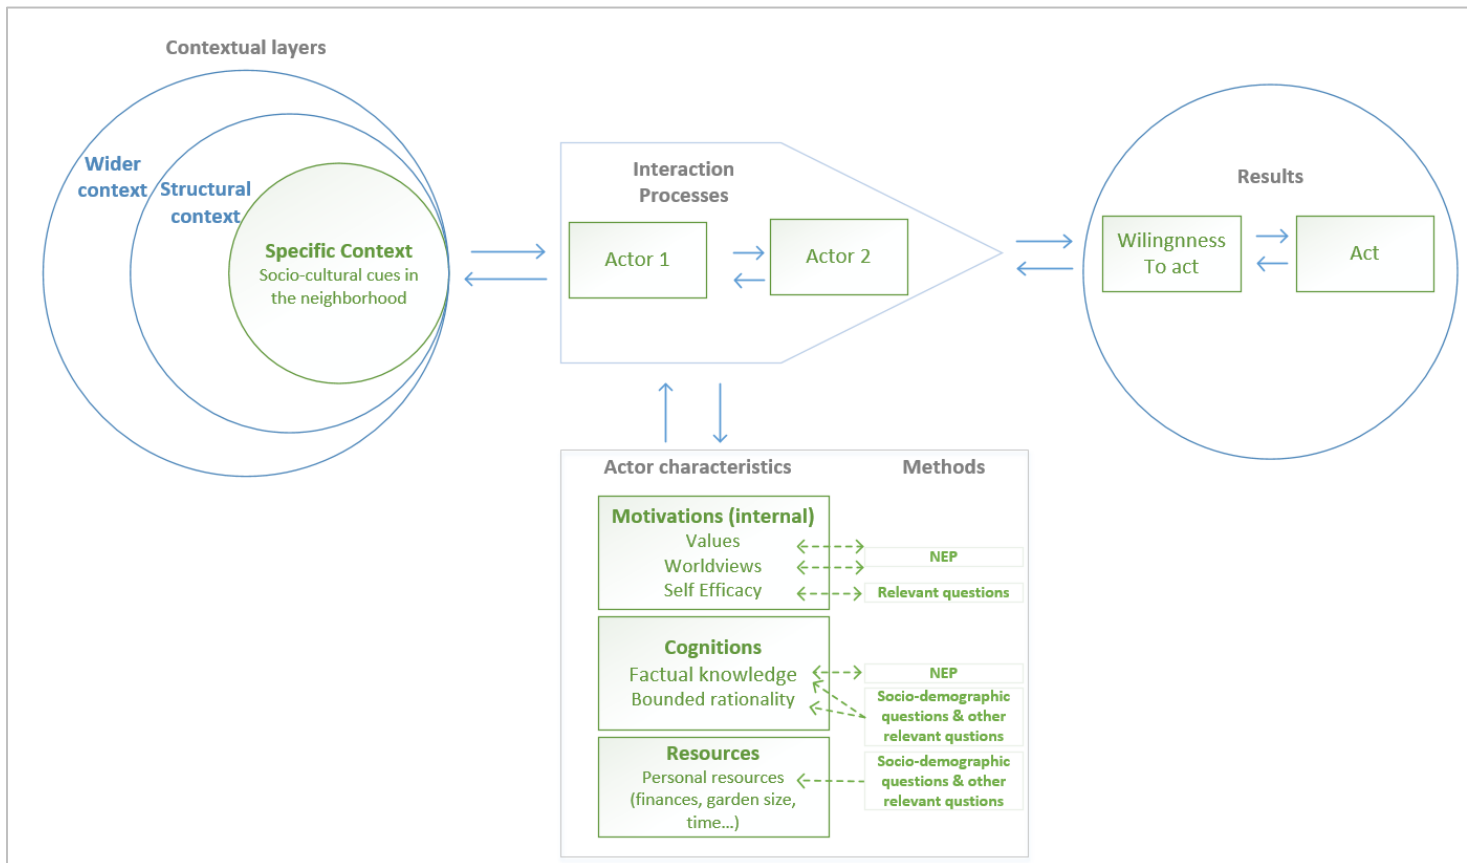 Contextual layers
Wider
context
Structural
context
Specific Context
Socio-cultural cues in
the neighborhood
Interaction
Processes
Actor 1
Actor 2
Results
Wilingnness
To act
Act
Actor characteristics
Methods
Motivations (internal)
Values
Worldviews
Self Efficacy
NEP
Relevant questions
Cognitions
Factual knowledge
Bounded rationality
NEP
Socio-demographic
questions & other
relevant qustions
Resources
Personal resources
(finances, garden size,
time...)
Socio-demographic
questions & other
relevant qustions